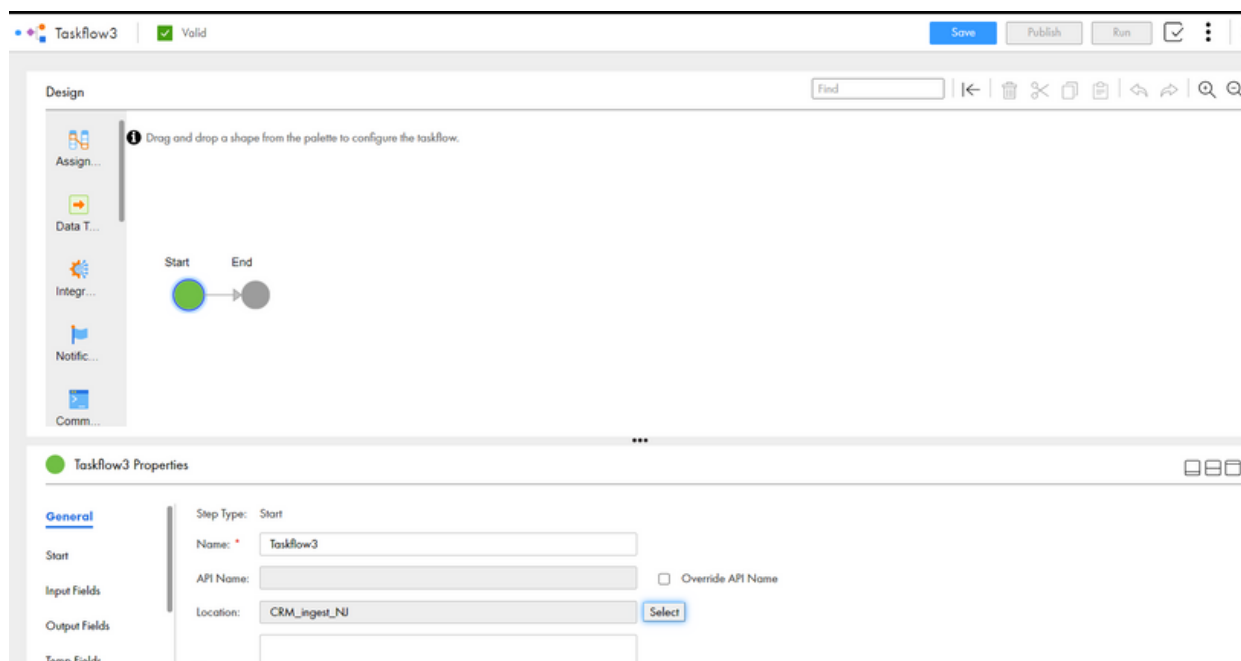 Taskflow3 Valid Save Publish Run
Design Find
Drag and drop a shape from the palette to configure the taskflow.
Assign...
Data T...
Integr...
Notific...
Comm...
Start End
Taskflow3 Properties
General
Start
Input Fields
Output Fields
Temp Fields
Step Type: Start
Name: * Taskflow3
API Name: Override API Name
Location: CRM_ingest_NJ Select